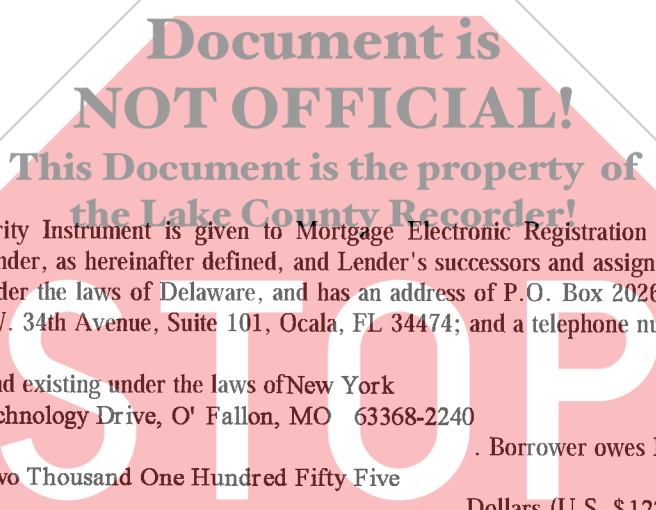 Document is
NOT OFFICIAL!
This Document is the property of
the Lake County Recorder!
rity Instrument is given to Mortgage Electronic Registration
nder, as hereinafter defined, and Lender's successors and assign
der the laws of Delaware, and has an address of P.O. Box 2026
. 34th Avenue, Suite 101, Ocala, FL 34474; and a telephone nu
d existing under the laws ofNew York
chnology Drive, O' Fallon, MO 63368-2240
. Borrower owes
wo Thousand One Hundred Fifty Five
Dollars (U.S. $12
STOP